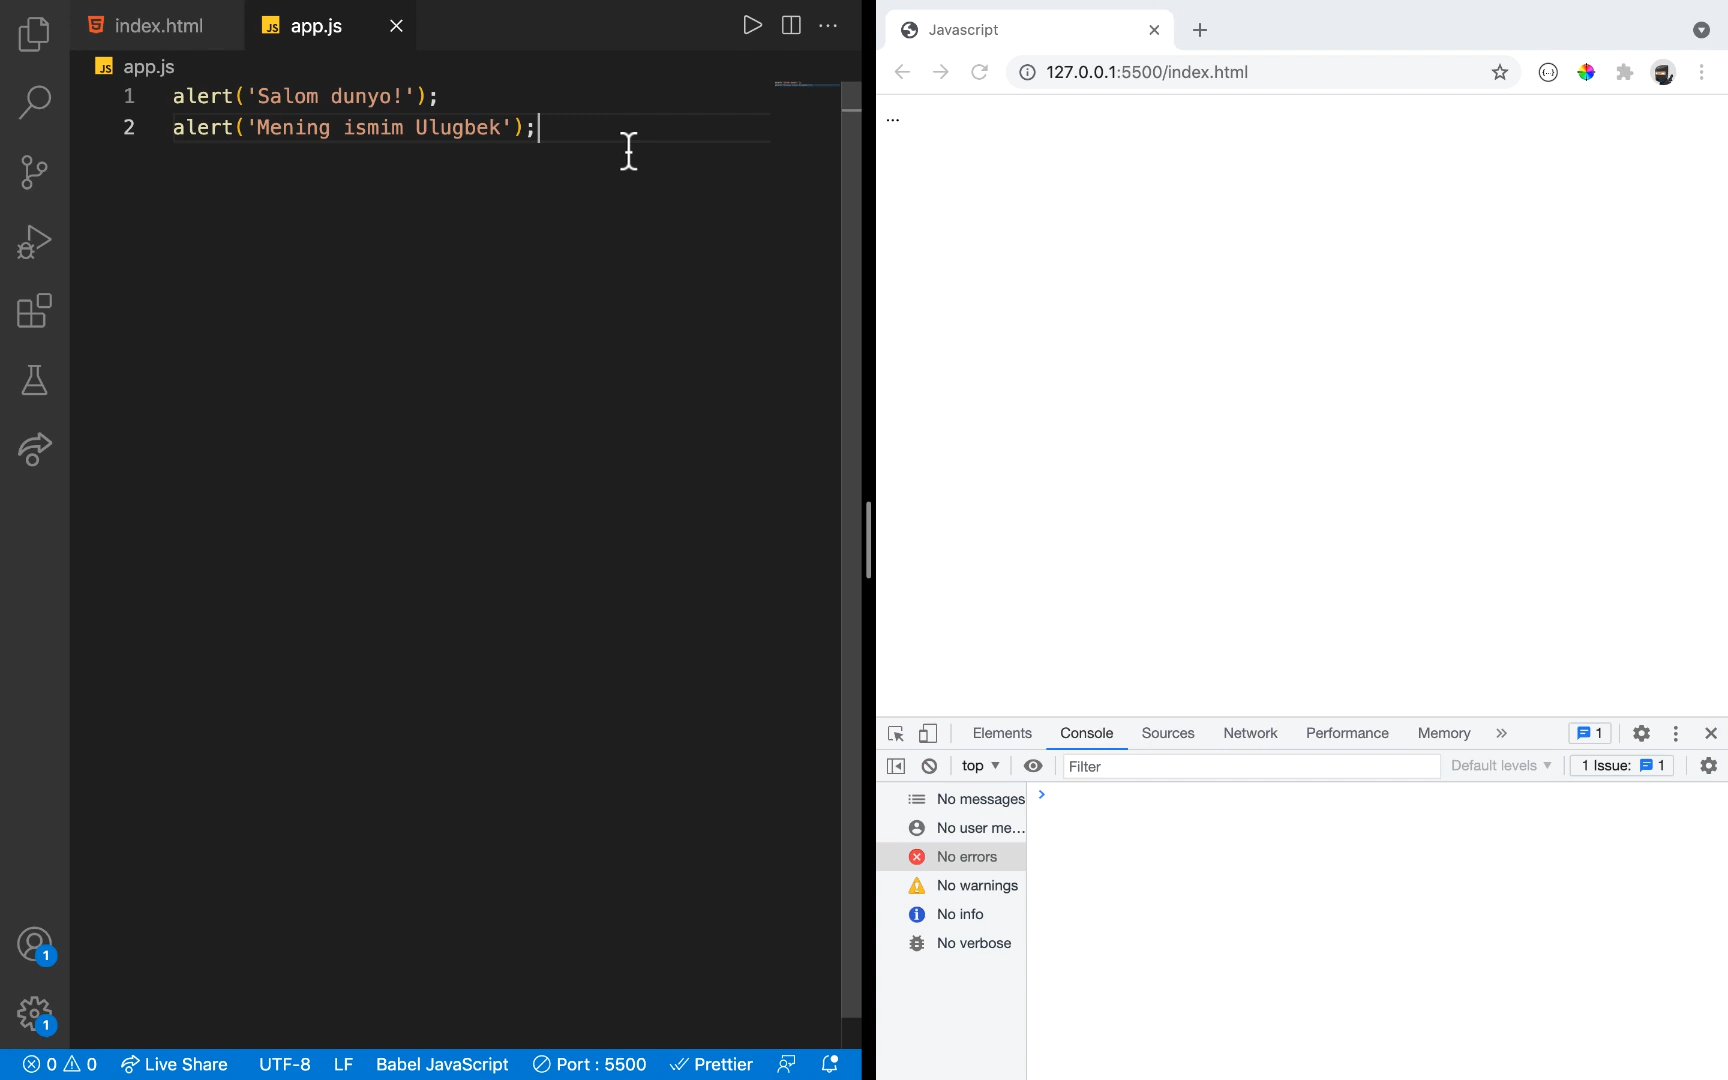 index.html
app.js
app.js
1 alert('Salom dunyo!');
2 alert('Mening ismim Ulugbek');
1
1
0 0 Live Share UTF-8 LF Babel JavaScript Port : 5500 Prettier
Javascript
127.0.0.1:5500/index.html
...
Elements Console Sources Network Performance Memory 1
top Filter Default levels 1 Issue: 1
No messages
No user me...
No errors
No warnings
No info
No verbose